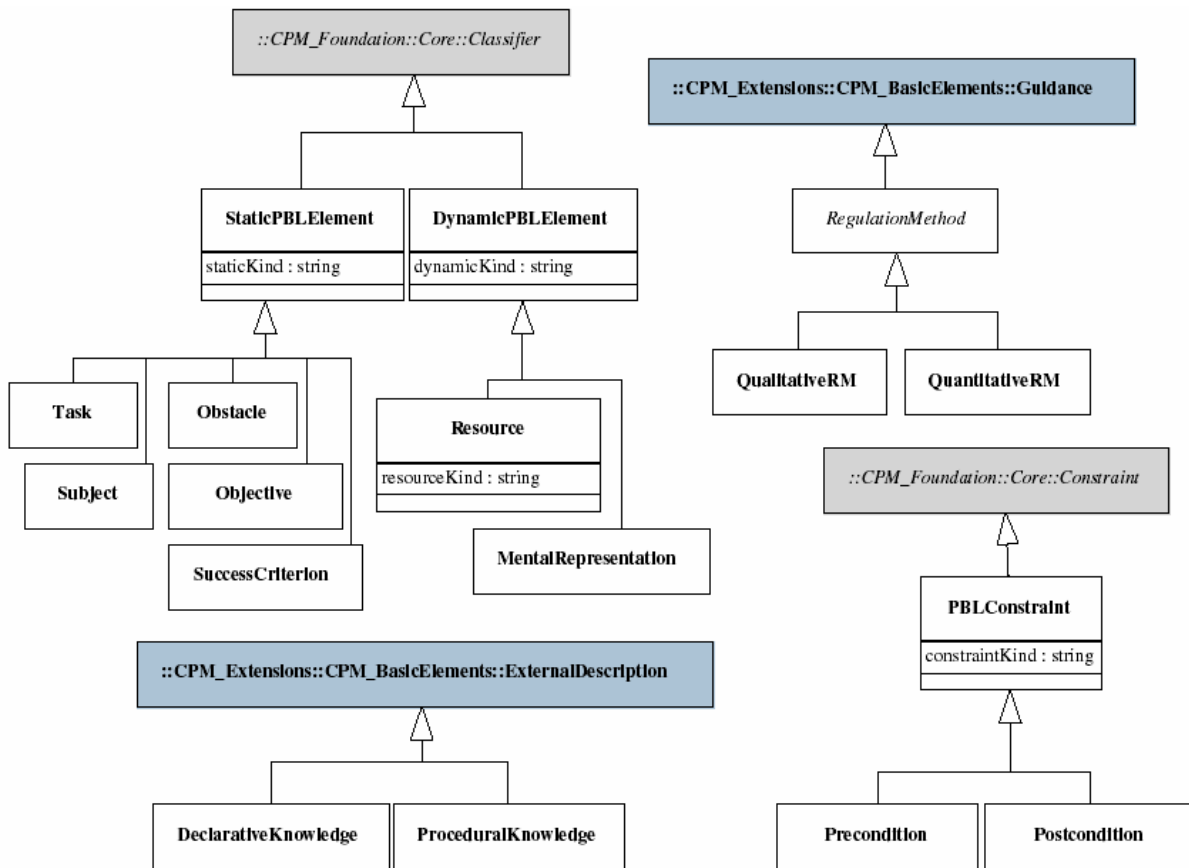 ::CPM_Foundation::Core::Classifier
::CPM_Extensions::CPM_BasicElements::Guidance
StaticPBLElement
staticKind : string
DynamicPBLElement
dynamicKind : string
RegulationMethod
QualitativeRM
QuantitativeRM
Task
Obstacle
Subject
Objective
SuccessCriterion
Resource
resourceKind : string
MentalRepresentation
::CPM_Foundation::Core::Constraint
PBLConstraint
constraintKind : string
Precondition
Postcondition
::CPM_Extensions::CPM_BasicElements::ExternalDescription
DeclarativeKnowledge
ProceduralKnowledge